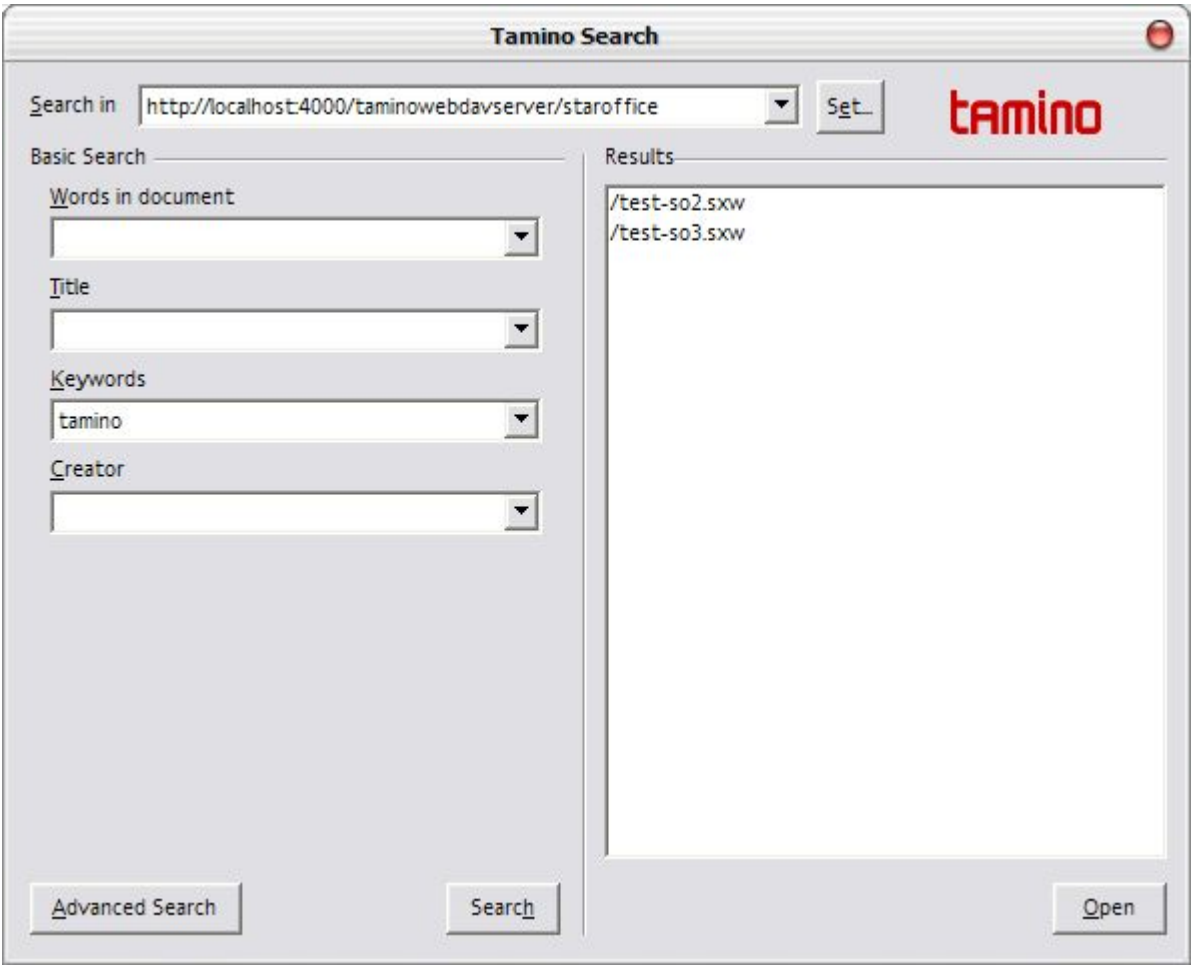 Tamino Search
Search in http://localhost:4000/taminowebdavserver/staroffice Set... tamino
Basic Search
Words in document
Title
Keywords
tamino
Creator
Advanced Search Search
Results
/test-so2.sxw
/test-so3.sxw
Open